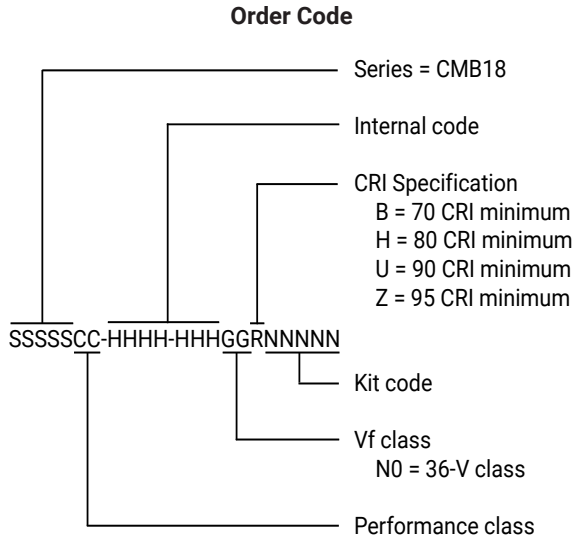 Order Code
Series = CMB18
Internal code
CRI Specification
B = 70 CRI minimum
H = 80 CRI minimum
U = 90 CRI minimum
Z = 95 CRI minimum
SSSSSCC-HHHH-HHHGGRNNNNN
Kit code
Vf class
N0 = 36-V class
Performance class